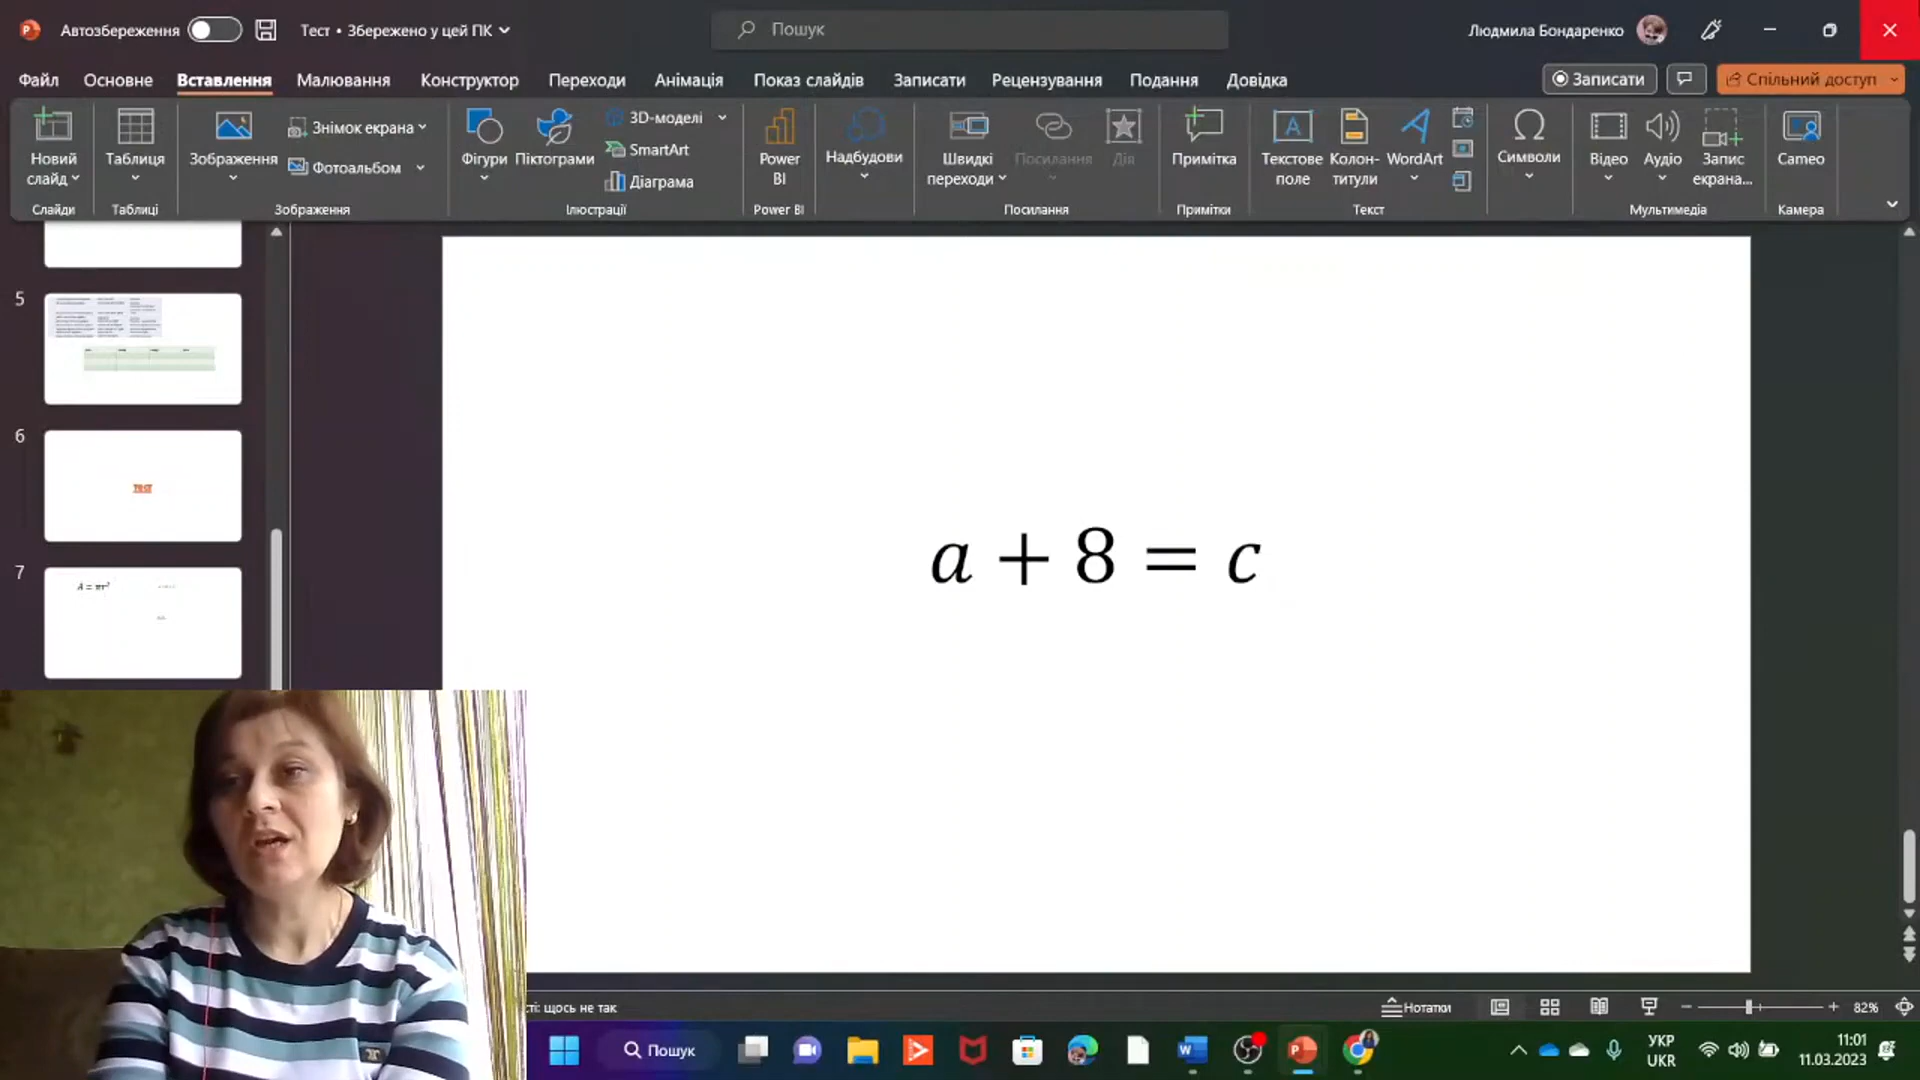 Автозбереження
Тест • Збережено у цей ПК
Пошук
Людмила Бондаренко
Файл Основне Вставлення Малювання Конструктор Переходи Анімація Показ слайдів Записати Рецензування Подання Довідка
Записати
Спільний доступ
Новий слайд
Таблиця
Зображення
Знімок екрана
Фотоальбом
Фігури
Піктограми
3D-моделі
SmartArt
Діаграма
Power BI
Надбудови
Швидкі переходи
Посилання
Дія
Примітка
Текстове поле
Колон-титули
WordArt
Символи
Відео
Аудіо
Запис екрана...
Cameo
Слайди
Таблиці
Зображення
Ілюстрації
Power BI
Посилання
Примітки
Текст
Мультимедіа
Камера
5
6
ТЕСТ
7
A = πr²
a + 8 = c
сті: щось не так
Нотатки
82%
Пошук
УКР
UKR
11:01
11.03.2023